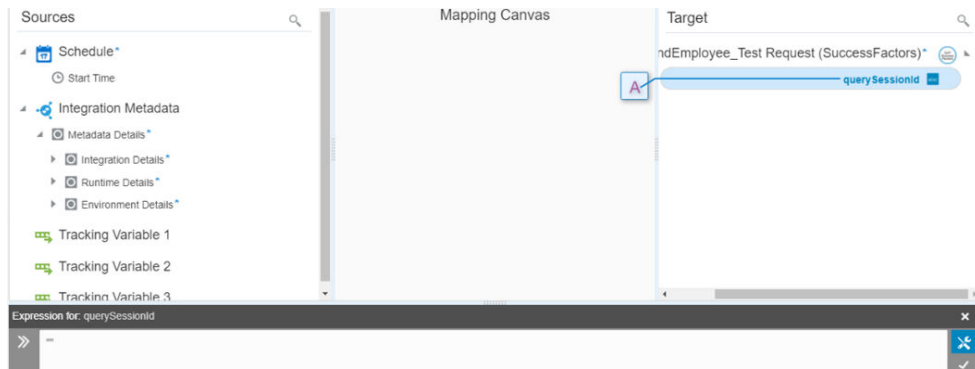 Sources
Mapping Canvas
Target
Schedule*
Start Time
Integration Metadata
Metadata Details*
Integration Details*
Runtime Details*
Environment Details*
Tracking Variable 1
Tracking Variable 2
Tracking Variable 3
A
ndEmployee_Test Request (SuccessFactors)*
querySessionId
Expression for: querySessionId
""